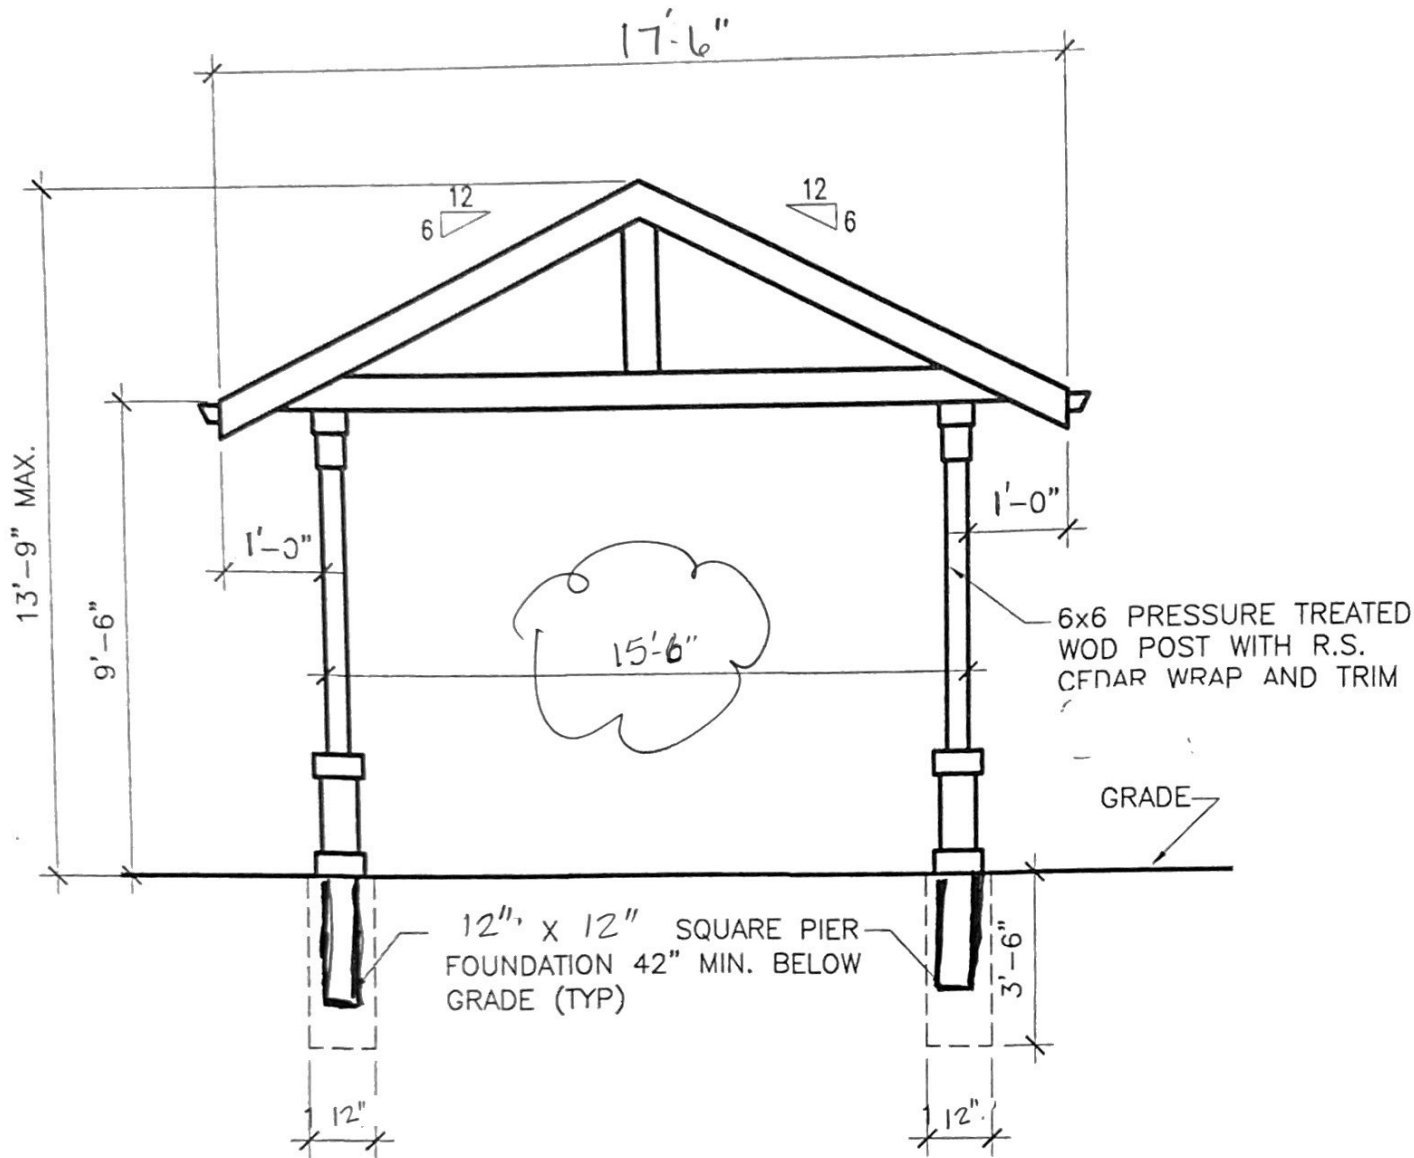 17'-6"
12
6
12
6
13'-9" MAX.
9'-6"
1'-0"
1'-0"
15'-6"
6x6 PRESSURE TREATED
WOD POST WITH R.S.
CEDAR WRAP AND TRIM
GRADE
12" X 12" SQUARE PIER
FOUNDATION 42" MIN. BELOW
GRADE (TYP)
3'-6"
12"
12"